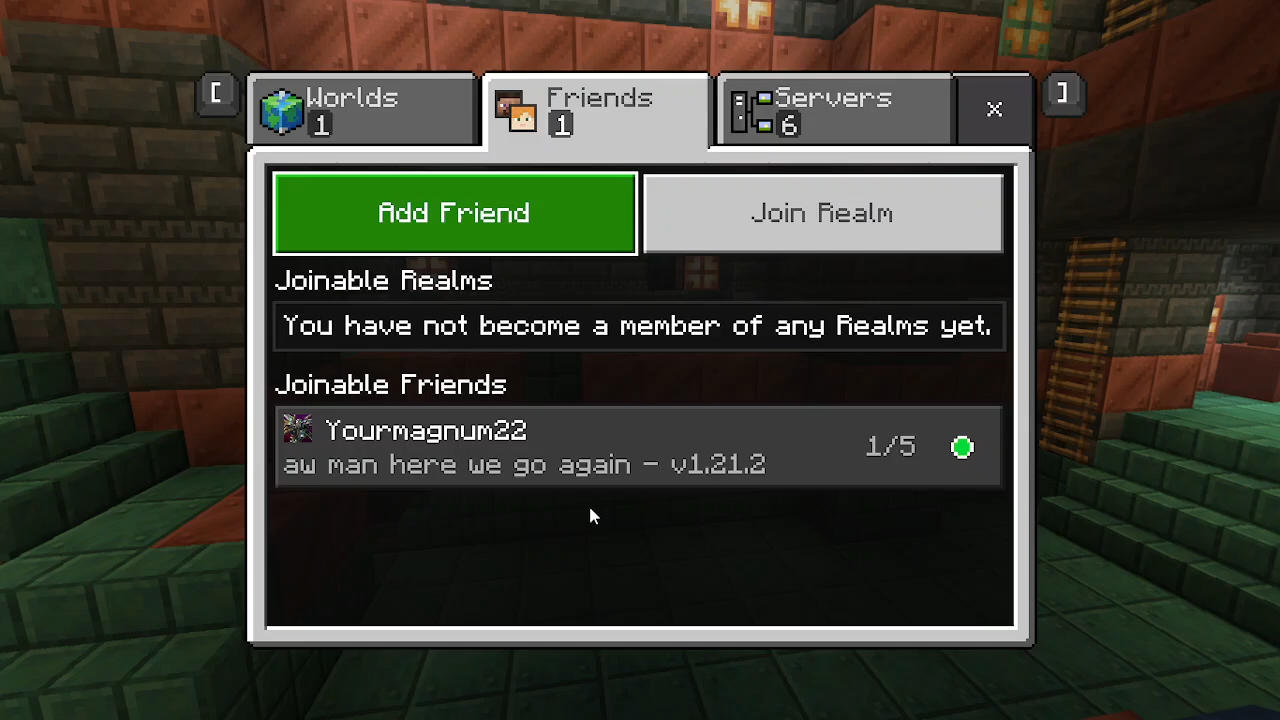 [
Worlds
1
Friends
1
Servers
6
×
]
Add Friend
Join Realm
Joinable Realms
You have not become a member of any Realms yet.
Joinable Friends
Yourmagnum22
aw man here we go again - v1.21.2
1/5